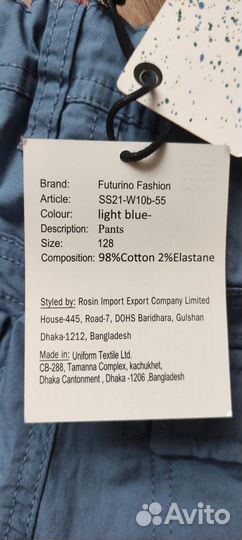 Brand: Futurino Fashion
Article: SS21-W10b-55
Colour: light blue-
Description: Pants
Size: 128
Composition: 98%Cotton 2%Elastane
Styled by: Rosin Import Export Company Limited
House-445, Road-7, DOHS Baridhara, Gulshan
Dhaka-1212, Bangladesh
Made in: Uniform Textile Ltd.
CB-288, Tamanna Complex, kachukhet,
Dhaka Cantonment , Dhaka -1206 ,Bangladesh
Avito